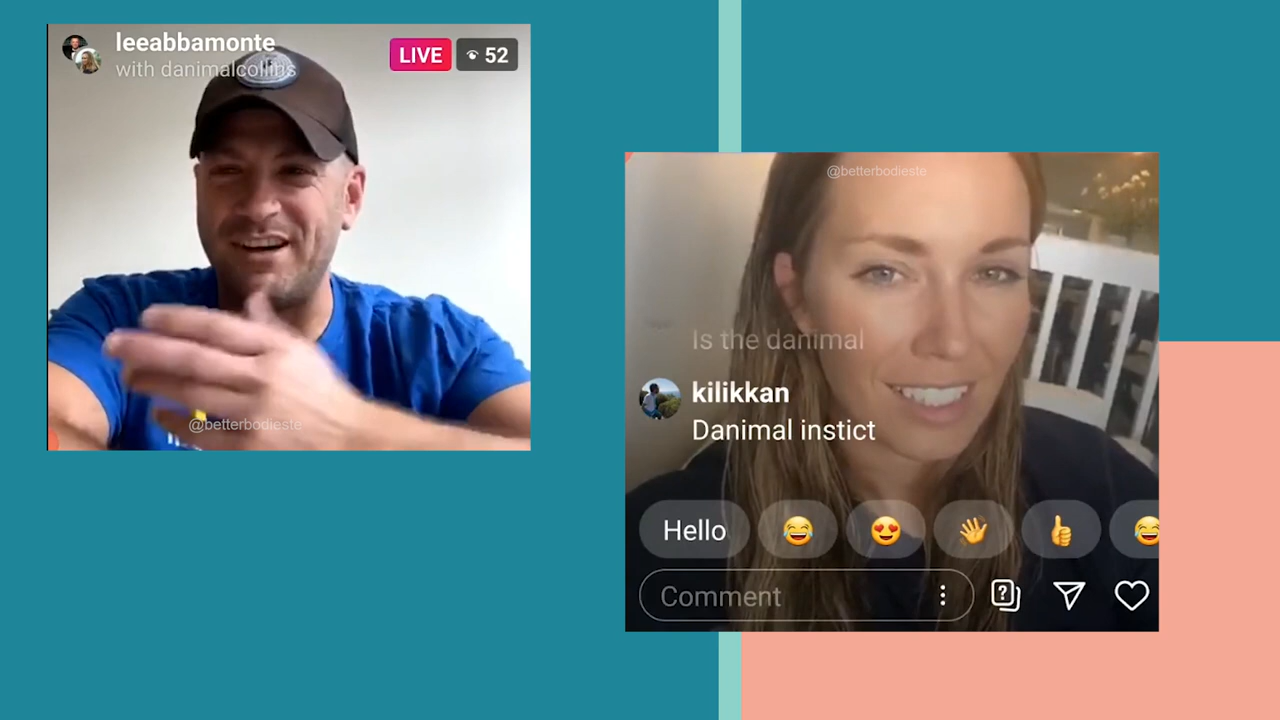 leeabbamonte
with danimalcollins
LIVE
52
@betterbodieste
@betterbodieste
Is the danimal
kilikkan
Danimal instict
Hello
Comment